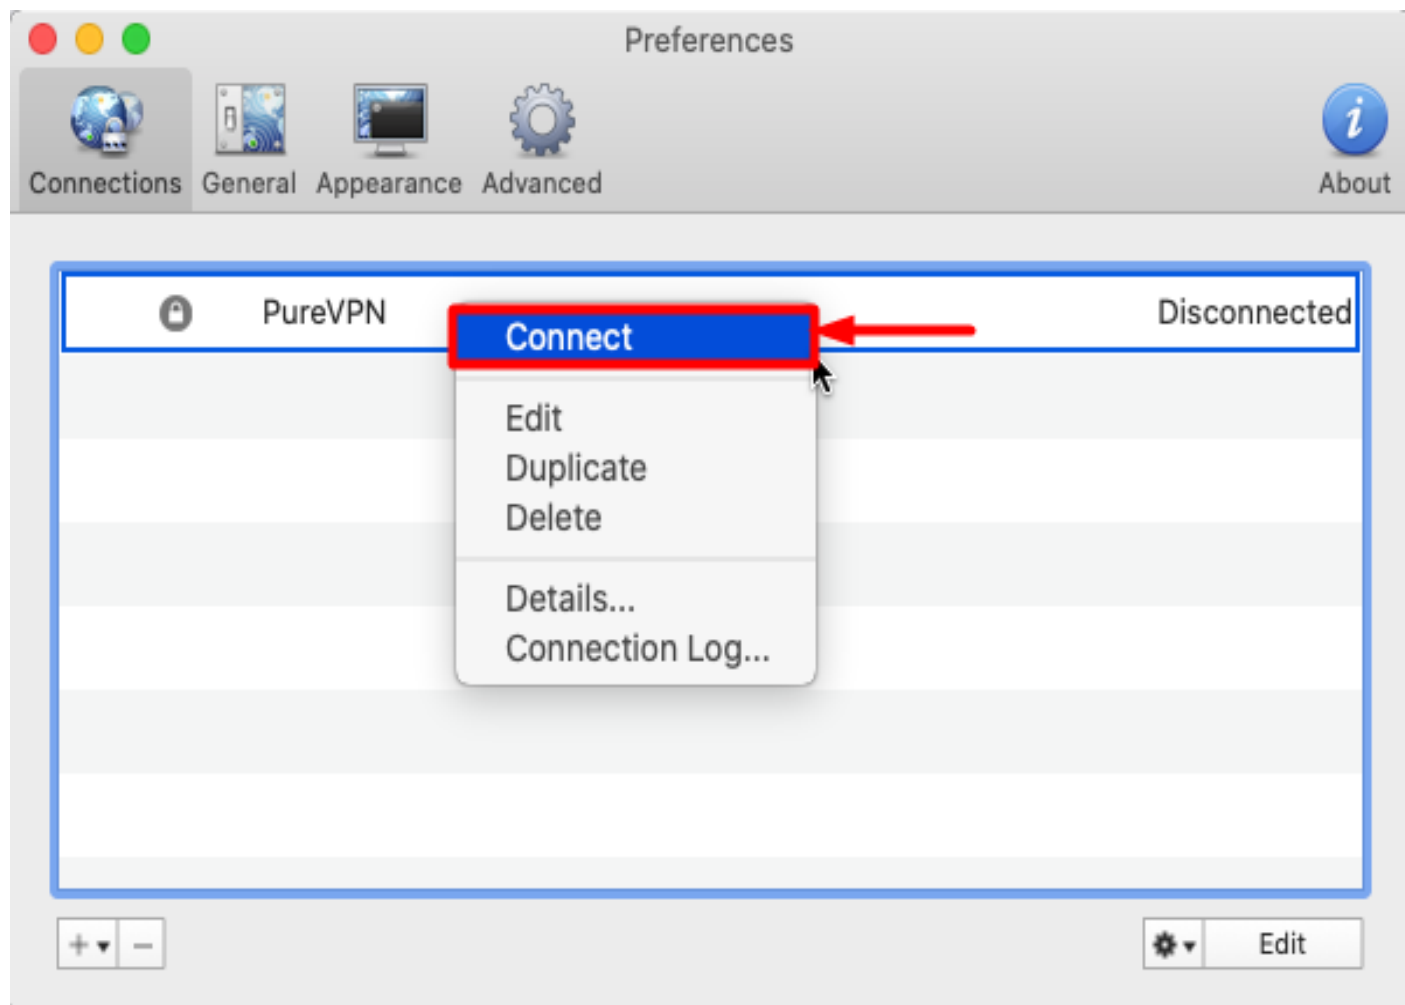 Preferences
Connections General Appearance Advanced About
PureVPN Disconnected
Connect
Edit
Duplicate
Delete
Details...
Connection Log...
Edit